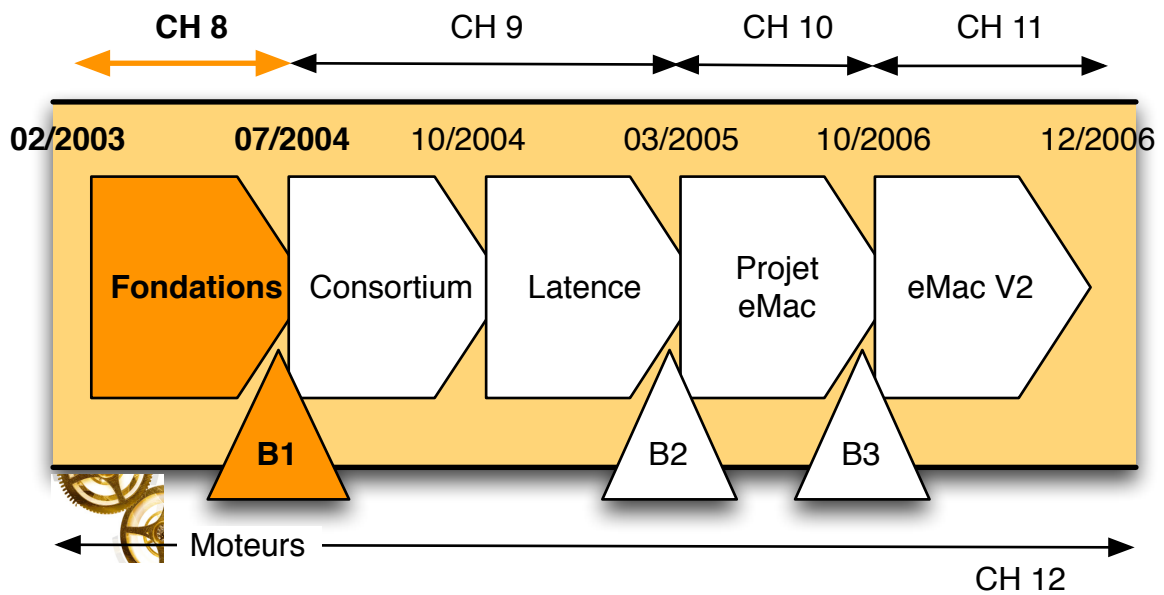 CH 8 CH 9 CH 10 CH 11
02/2003 07/2004 10/2004 03/2005 10/2006 12/2006
Fondations Consortium Latence Projet eMac eMac V2
B1 B2 B3
Moteurs
CH 12